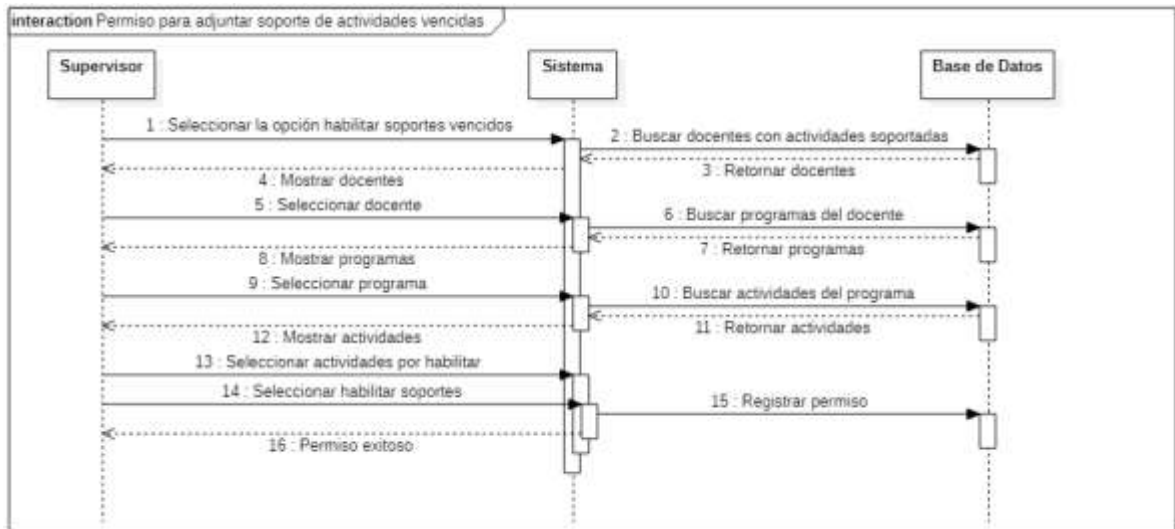 interaction Permiso para adjuntar soporte de actividades vencidas
Supervisor
Sistema
Base de Datos
1 : Seleccionar la opción habilitar soportes vencidos
2 : Buscar docentes con actividades soportadas
3 : Retornar docentes
4 : Mostrar docentes
5 : Seleccionar docente
6 : Buscar programas del docente
7 : Retornar programas
8 : Mostrar programas
9 : Seleccionar programa
10 : Buscar actividades del programa
11 : Retornar actividades
12 : Mostrar actividades
13 : Seleccionar actividades por habilitar
14 : Seleccionar habilitar soportes
15 : Registrar permiso
16 : Permiso exitoso